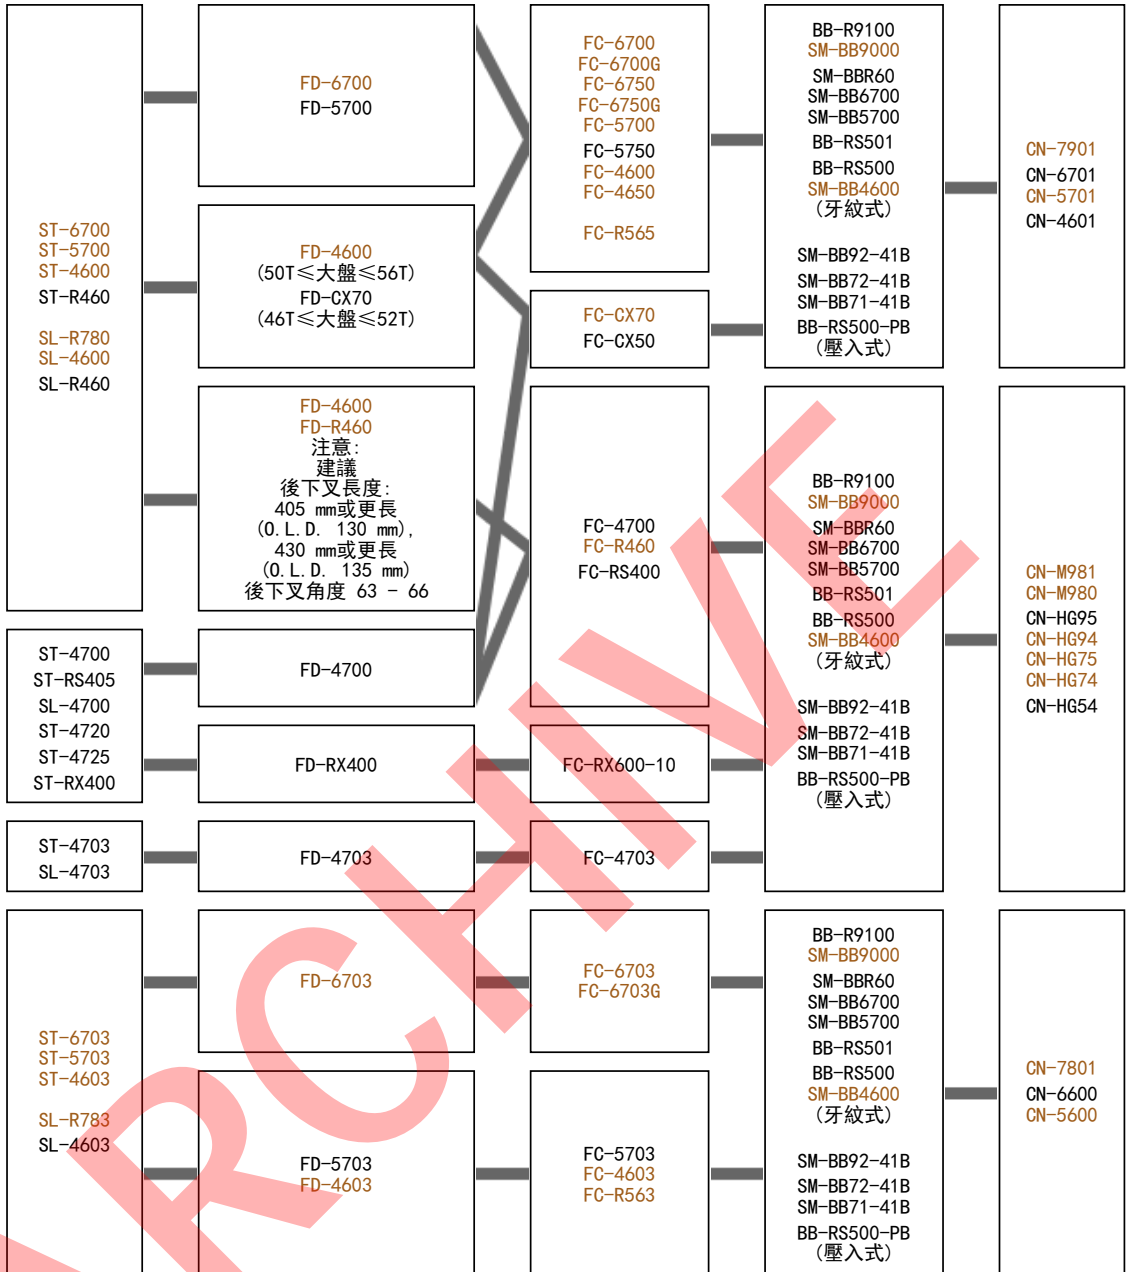 ST-6700
ST-5700
ST-4600
ST-R460
SL-R780
SL-4600
SL-R460
FD-6700
FD-5700
FD-4600
(50T≤大盤≤56T)
FD-CX70
(46T≤大盤≤52T)
FD-4600
FD-R460
注意:
建議
後下叉長度:
405 mm或更長
(O.L.D. 130 mm),
430 mm或更長
(O.L.D. 135 mm)
後下叉角度 63 - 66
FC-6700
FC-6700G
FC-6750
FC-6750G
FC-5700
FC-5750
FC-4600
FC-4650
FC-R565
FC-CX70
FC-CX50
BB-R9100
SM-BB9000
SM-BBR60
SM-BB6700
SM-BB5700
BB-RS501
BB-RS500
SM-BB4600
(牙紋式)
SM-BB92-41B
SM-BB72-41B
SM-BB71-41B
BB-RS500-PB
(壓入式)
CN-7901
CN-6701
CN-5701
CN-4601
ST-4700
ST-RS405
SL-4700
ST-4720
ST-4725
ST-RX400
FD-4700
FD-RX400
FC-4700
FC-R460
FC-RS400
FC-RX600-10
ST-4703
SL-4703
FD-4703
FC-4703
BB-R9100
SM-BB9000
SM-BBR60
SM-BB6700
SM-BB5700
BB-RS501
BB-RS500
SM-BB4600
(牙紋式)
SM-BB92-41B
SM-BB72-41B
SM-BB71-41B
BB-RS500-PB
(壓入式)
CN-M981
CN-M980
CN-HG95
CN-HG94
CN-HG75
CN-HG74
CN-HG54
ST-6703
ST-5703
ST-4603
SL-R783
SL-4603
FD-6703
FD-5703
FD-4603
FC-6703
FC-6703G
FC-5703
FC-4603
FC-R563
BB-R9100
SM-BB9000
SM-BBR60
SM-BB6700
SM-BB5700
BB-RS501
BB-RS500
SM-BB4600
(牙紋式)
SM-BB92-41B
SM-BB72-41B
SM-BB71-41B
BB-RS500-PB
(壓入式)
CN-7801
CN-6600
CN-5600
ARCHIVE